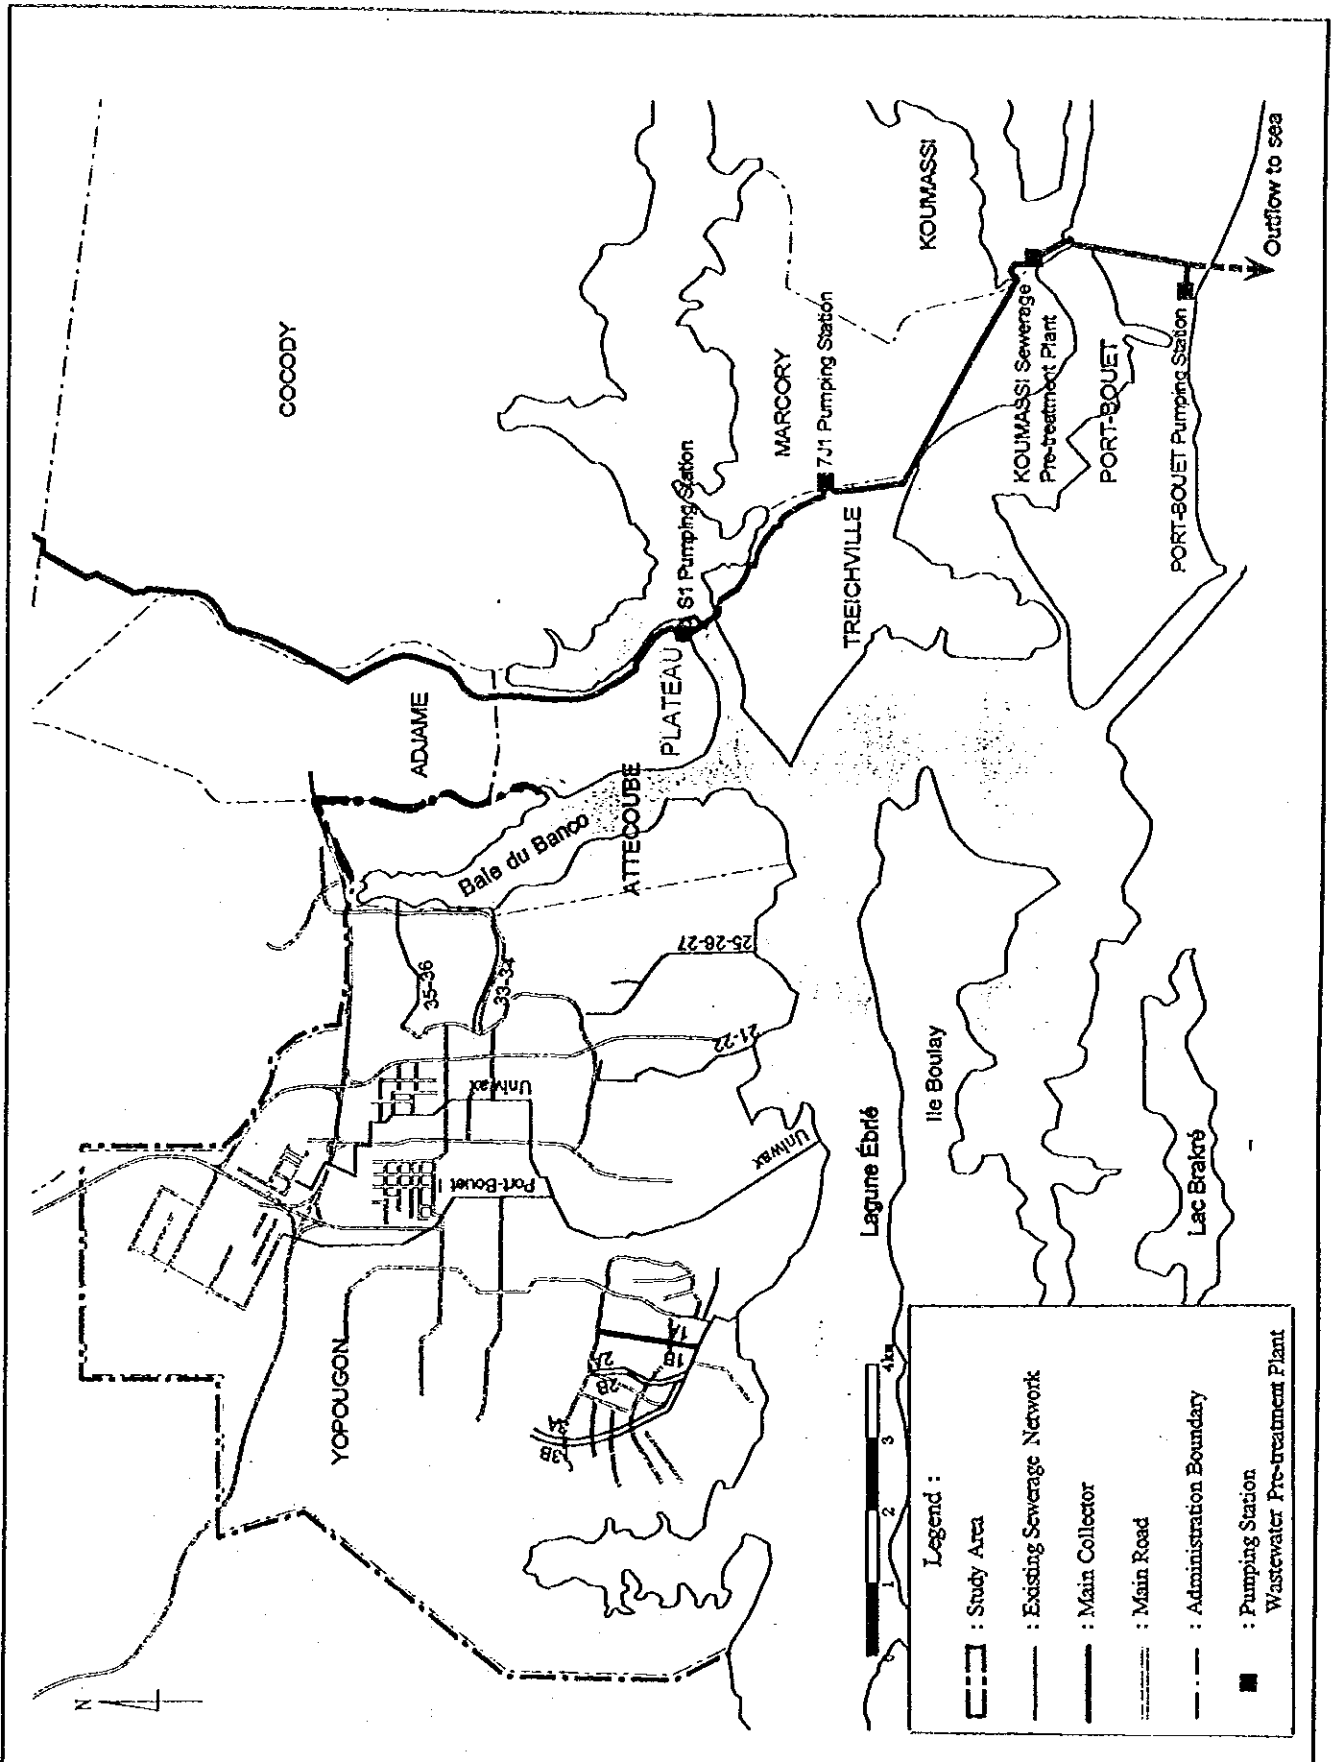 N
COCODY
ADJAME
YOPOUGON
Baie du Banco
ATTECOUBE
PLATEAU
S1 Pumping Station
MARCORY
7J1 Pumping Station
TREICHVILLE
KOUMASSI
KOUMASSI Sewerage
Pre-treatment Plant
PORT-BOUET
PORT-BOUET Pumping Station
Outflow to sea
35-36
33-34
25-26-27
21-22
Uniwax
Port-Bouet I
Uniwax
1A
1B
2A
2B
3A
3B
Lagune Ébrié
Ile Boulay
Lac Brakré
0 1 2 3 4km
Legend :
: Study Area
: Existing Sewerage Network
: Main Collector
: Main Road
: Administration Boundary
: Pumping Station
Wastewater Pre-treatment Plant